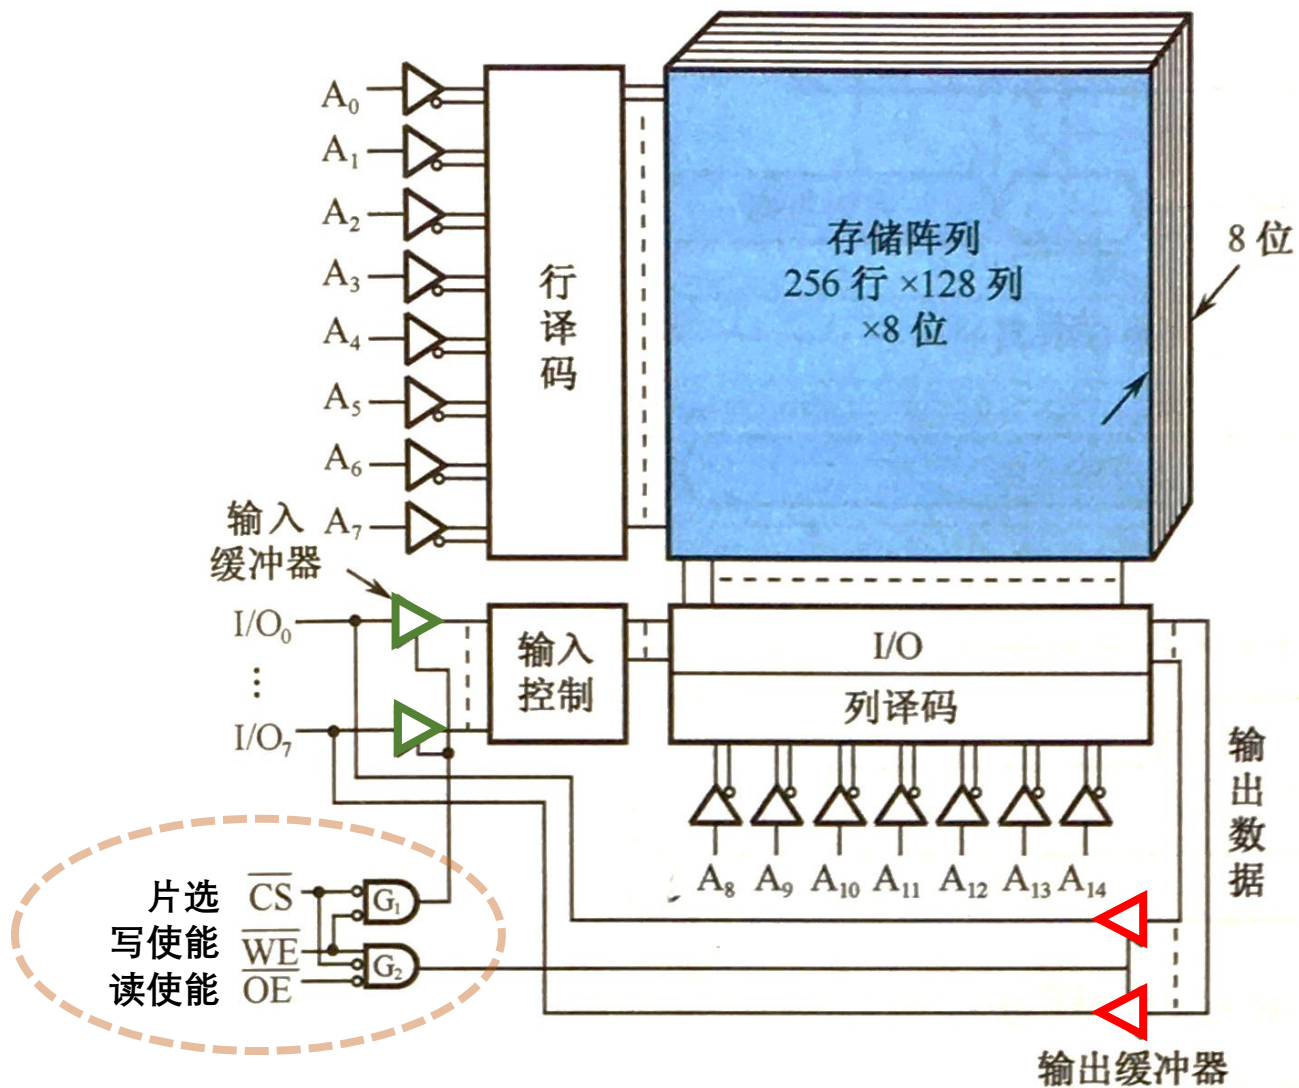 A₀
A₁
A₂
A₃
A₄
A₅
A₆
A₇
行
译
码
存储阵列
256 行 ×128 列
×8 位
8 位
输入
缓冲器
I/O₀
⋮
I/O₇
输入
控制
I/O
列译码
A₈ A₉ A₁₀ A₁₁ A₁₂ A₁₃ A₁₄
输
出
数
据
片选 C̅S̅
写使能 W̅E̅
读使能 O̅E̅
G₁
G₂
输出缓冲器